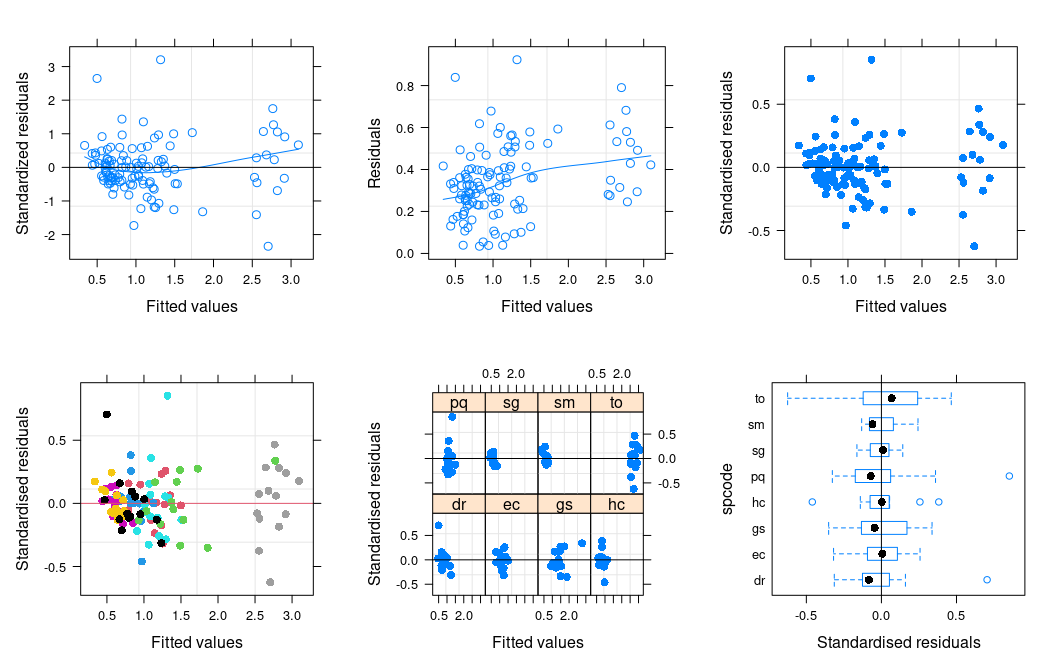 Standardized residuals
3
2
1
0
-1
-2
0.5 1.0 1.5 2.0 2.5 3.0
Fitted values
Residuals
0.8
0.6
0.4
0.2
0.0
0.5 1.0 1.5 2.0 2.5 3.0
Fitted values
Standardised residuals
0.5
0.0
-0.5
0.5 1.0 1.5 2.0 2.5 3.0
Fitted values
Standardised residuals
0.5
0.0
-0.5
0.5 1.0 1.5 2.0 2.5 3.0
Fitted values
Standardised residuals
0.5 2.0 0.5 2.0
pq sg sm to
0.5
0.0
-0.5
dr ec gs hc
0.5
0.0
-0.5
0.5 2.0 0.5 2.0
Fitted values
spcode
to
sm
sg
pq
hc
gs
ec
dr
-0.5 0.0 0.5
Standardised residuals